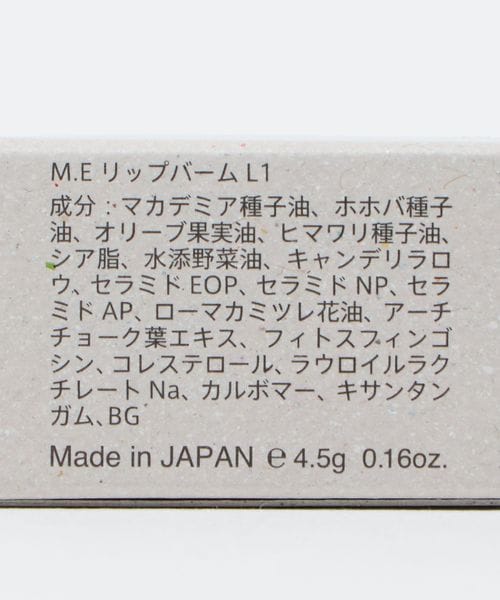 M.E リップバーム L1
成分：マカデミア種子油、ホホバ種子
油、オリーブ果実油、ヒマワリ種子油、
シア脂、水添野菜油、キャンデリラロ
ウ、セラミド EOP、セラミド NP、セラ
ミド AP、ローマカミツレ花油、アーチ
チョーク葉エキス、フィトスフィンゴ
シン、コレステロール、ラウロイルラク
チレート Na、カルボマー、キサンタン
ガム、BG
Made in JAPAN ℮ 4.5g 0.16oz.